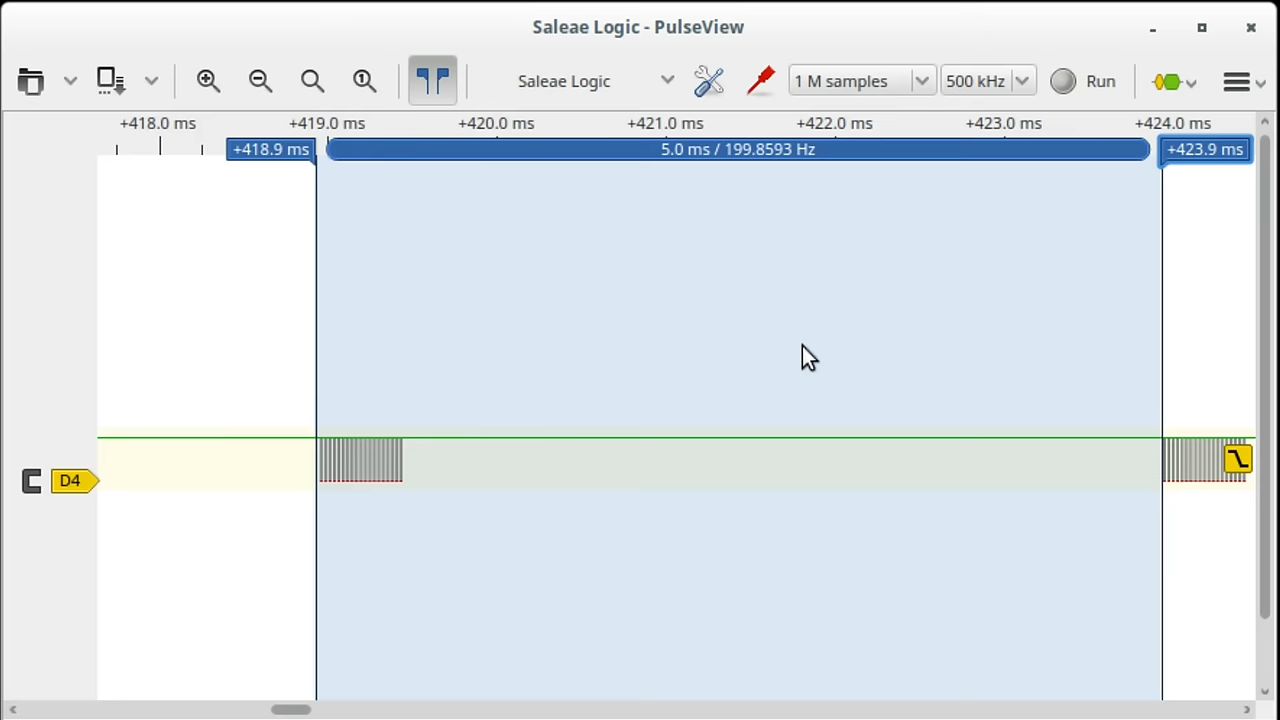 Saleae Logic - PulseView
Saleae Logic
1 M samples
500 kHz
Run
+418.0 ms +419.0 ms +420.0 ms +421.0 ms +422.0 ms +423.0 ms +424.0 ms
+418.9 ms 5.0 ms / 199.8593 Hz +423.9 ms
D4